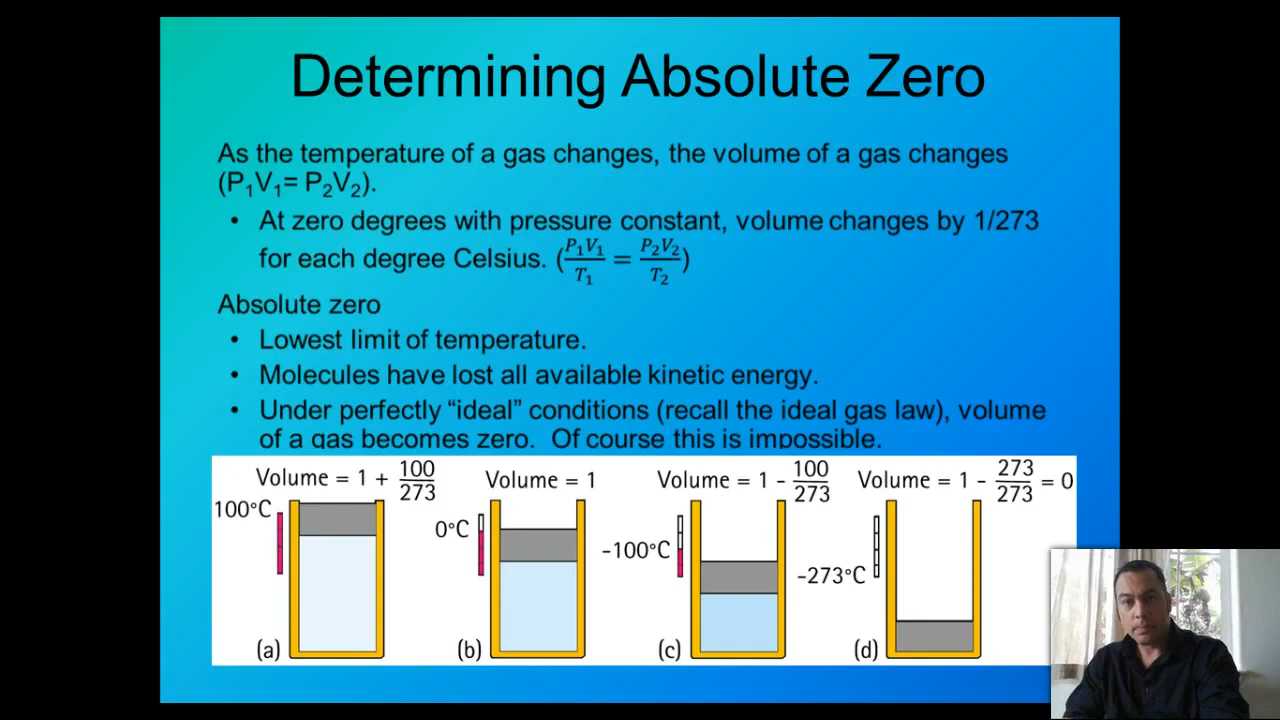 Determining Absolute Zero
As the temperature of a gas changes, the volume of a gas changes
(P₁V₁= P₂V₂).
• At zero degrees with pressure constant, volume changes by 1/273
for each degree Celsius. (P₁V₁/T₁ = P₂V₂/T₂)
Absolute zero
• Lowest limit of temperature.
• Molecules have lost all available kinetic energy.
• Under perfectly “ideal” conditions (recall the ideal gas law), volume
of a gas becomes zero.  Of course this is impossible.
Volume = 1 + 100/273
Volume = 1
Volume = 1 - 100/273
Volume = 1 - 273/273 = 0
100°C
0°C
-100°C
-273°C
(a)
(b)
(c)
(d)